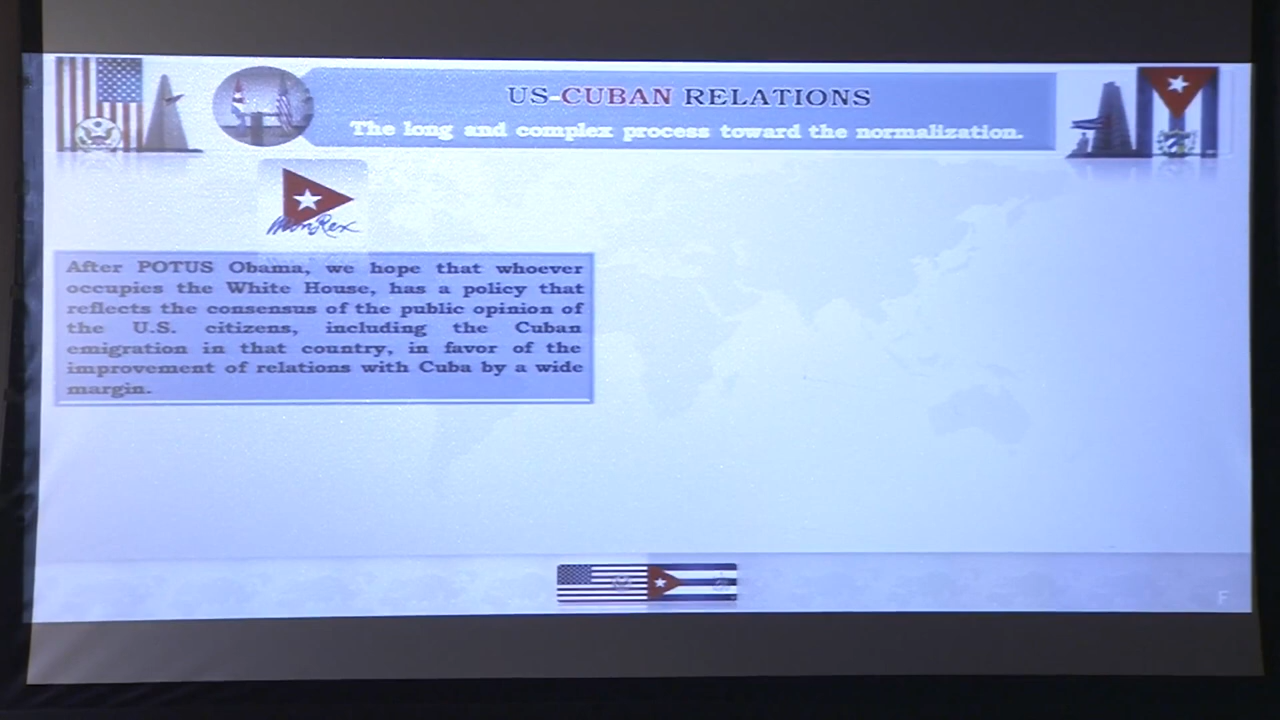 US-CUBAN RELATIONS
The long and complex process toward the normalization.
MinRex
After POTUS Obama, we hope that whoever
occupies the White House, has a policy that
reflects the consensus of the public opinion of
the U.S. citizens, including the Cuban
emigration in that country, in favor of the
improvement of relations with Cuba by a wide
margin.
F